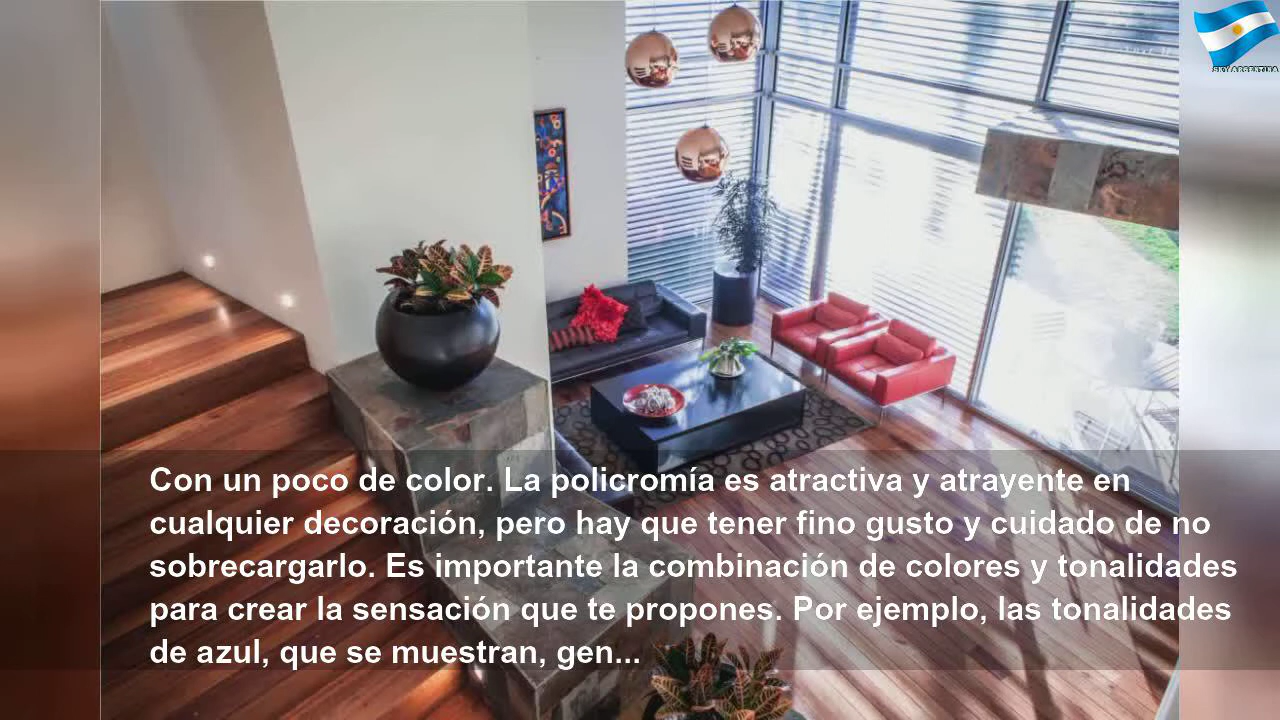 SKY ARGENTINA
Con un poco de color. La policromía es atractiva y atrayente en
cualquier decoración, pero hay que tener fino gusto y cuidado de no
sobrecargarlo. Es importante la combinación de colores y tonalidades
para crear la sensación que te propones. Por ejemplo, las tonalidades
de azul, que se muestran, gen...